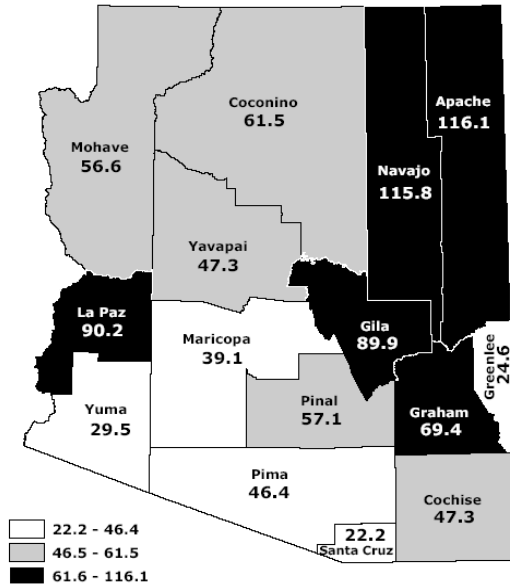 Coconino
61.5
Apache
116.1
Mohave
56.6
Navajo
115.8
Yavapai
47.3
La Paz
90.2
Maricopa
39.1
Gila
89.9
Greenlee
24.6
Yuma
29.5
Pinal
57.1
Graham
69.4
Pima
46.4
Cochise
47.3
22.2
Santa Cruz
22.2 - 46.4
46.5 - 61.5
61.6 - 116.1